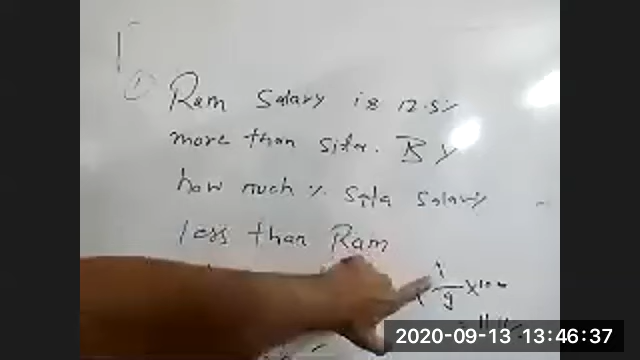 ①
Ram Salary is 12.5%
more than Sita. By
how much % Sita Salary
less than Ram
1/9 × 100
2020-09-13 13:46:37